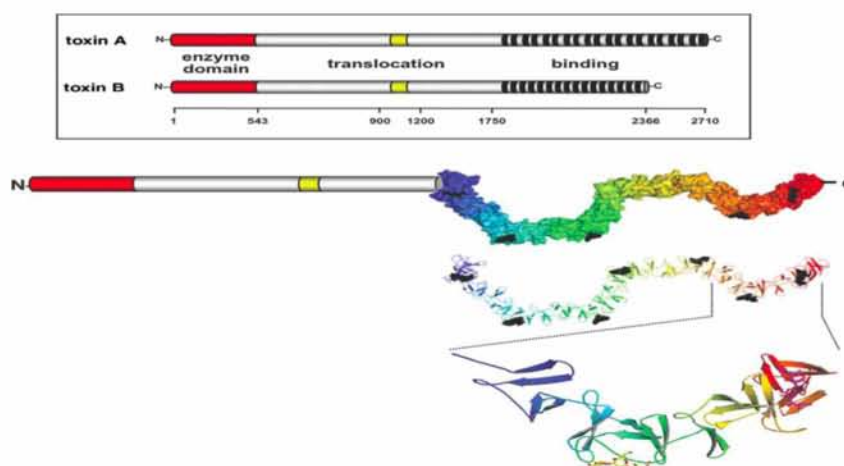 toxin A N- -C
enzyme domain translocation binding
toxin B N- -C
1 543 900 1200 1750 2366 2710
N-